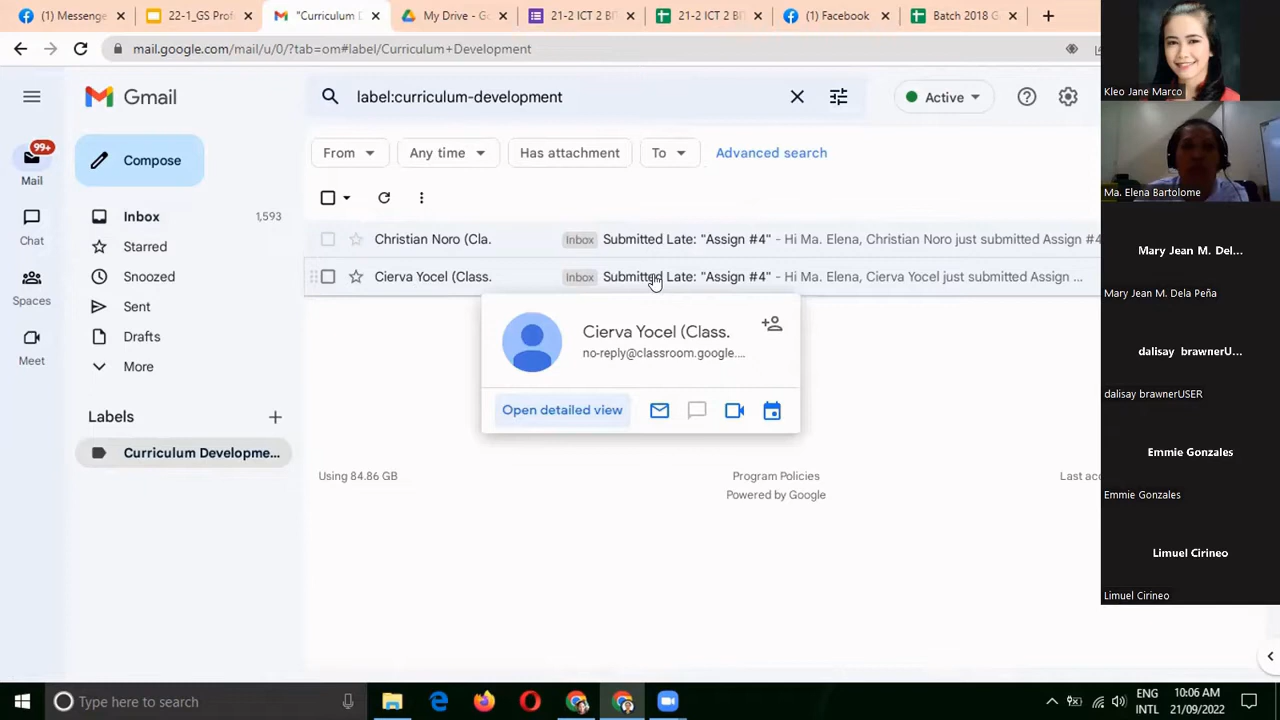 (1) Messenge
22-1_GS Prof
"Curriculum D
My Drive - Go
21-2 ICT 2 BI
21-2 ICT 2 BI
(1) Facebook
Batch 2018 G
mail.google.com/mail/u/0/?tab=om#label/Curriculum+Development
Kleo Jane Marco
Gmail
label:curriculum-development
Active
99+
Mail
Compose
From
Any time
Has attachment
To
Advanced search
Ma. Elena Bartolome
Chat
Inbox 1,593
Starred
Christian Noro (Cla. Inbox Submitted Late: "Assign #4" - Hi Ma. Elena, Christian Noro just submitted Assign #4
Mary Jean M. Del...
Mary Jean M. Dela Peña
Spaces
Snoozed
Cierva Yocel (Class. Inbox Submitted Late: "Assign #4" - Hi Ma. Elena, Cierva Yocel just submitted Assign ...
Sent
Meet
Drafts
More
Cierva Yocel (Class.
no-reply@classroom.google....
dalisay brawnerU...
dalisay brawnerUSER
Labels
Open detailed view
Curriculum Developme...
Emmie Gonzales
Emmie Gonzales
Using 84.86 GB
Program Policies
Powered by Google
Last acc
Limuel Cirineo
Limuel Cirineo
Type here to search
ENG
INTL
10:06 AM
21/09/2022